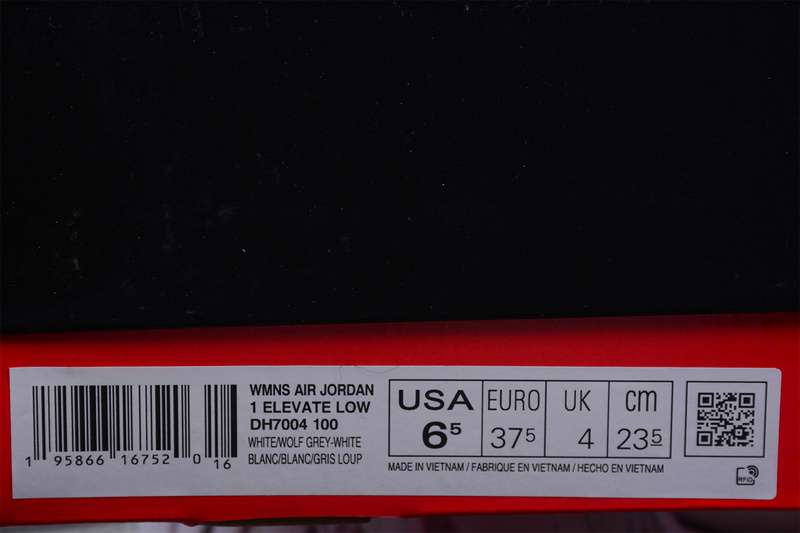 WMNS AIR JORDAN
1 ELEVATE LOW
DH7004 100
WHITE/WOLF GREY-WHITE
BLANC/BLANC/GRIS LOUP
1 95866 16752 0 16
USA EURO UK cm
6⁵ 37⁵ 4 23⁵
MADE IN VIETNAM / FABRIQUE EN VIETNAM / HECHO EN VIETNAM
RFID